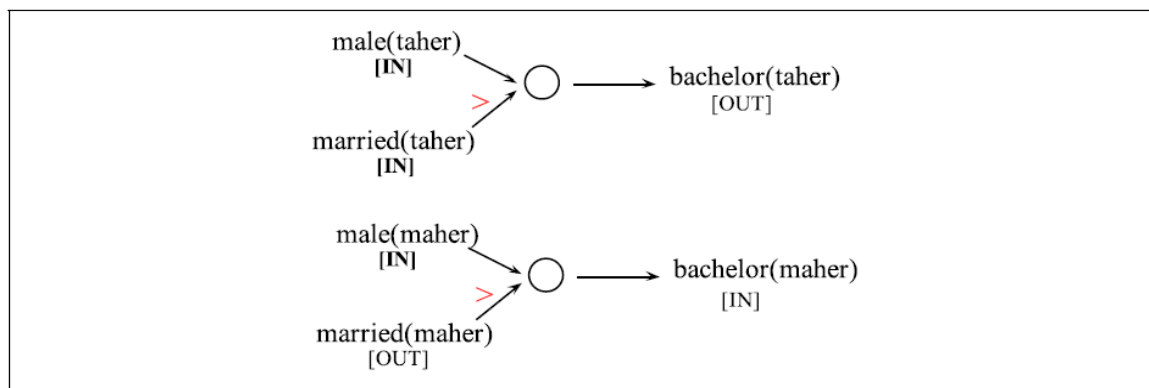 male(taher)
[IN]
bachelor(taher)
[OUT]
>
married(taher)
[IN]
male(maher)
[IN]
bachelor(maher)
[IN]
>
married(maher)
[OUT]